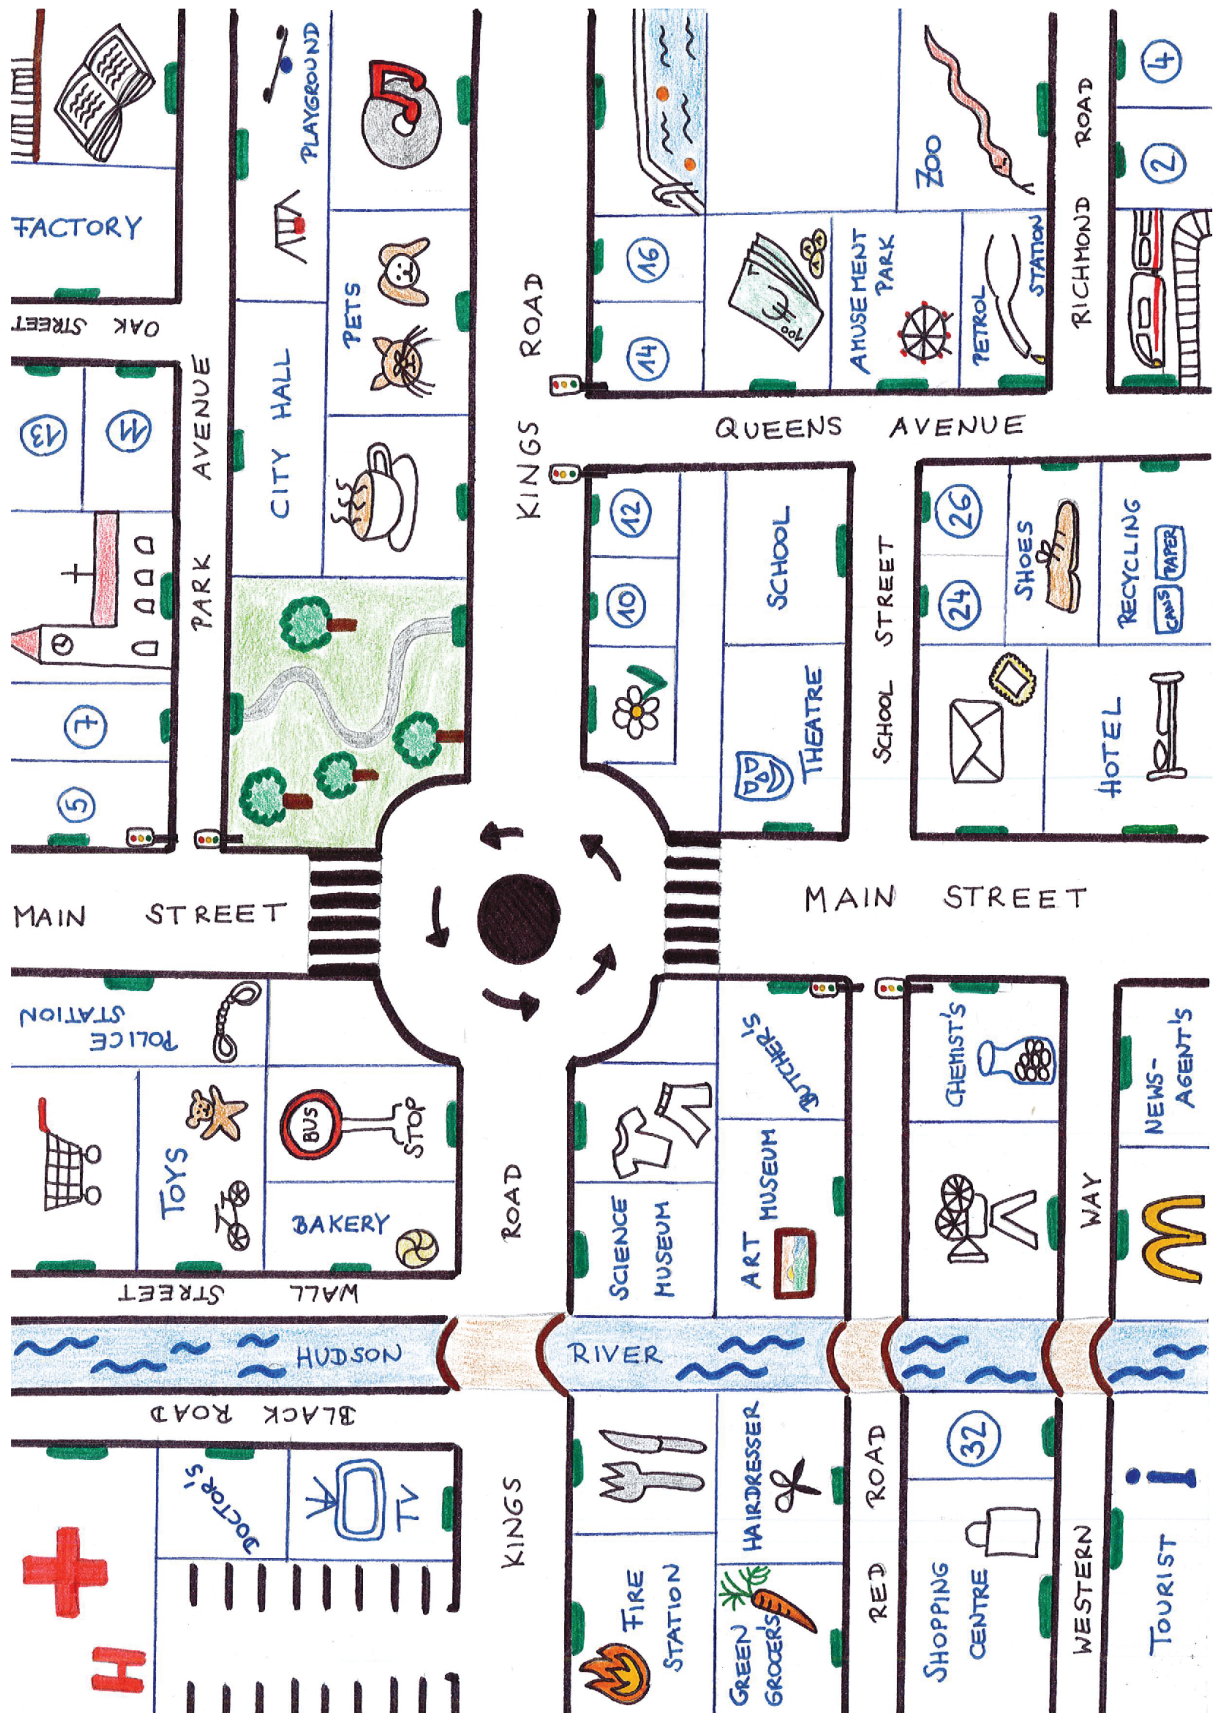 PLAYGROUND
FACTORY
OAK STREET
13
11
PARK AVENUE
7
5
CITY HALL
PETS
KINGS ROAD
16
14
100
AMUSEMENT
PARK
PETROL
STATION
ZOO
RICHMOND ROAD
4
2
QUEENS AVENUE
12
10
SCHOOL
THEATRE
SCHOOL STREET
26
24
SHOES
RECYCLING
CANS
PAPER
HOTEL
MAIN STREET
MAIN STREET
POLICE
STATION
TOYS
BUS
STOP
BAKERY
WALL STREET
ROAD
SCIENCE
MUSEUM
BUTCHER'S
ART
MUSEUM
CHEMIST'S
WAY
NEWS-
AGENT'S
HUDSON RIVER
BLACK ROAD
DOCTOR'S
TV
H
KINGS
HAIRDRESSER
FIRE
STATION
GREEN
GROCER'S
RED ROAD
32
SHOPPING
CENTRE
WESTERN
i
TOURIST